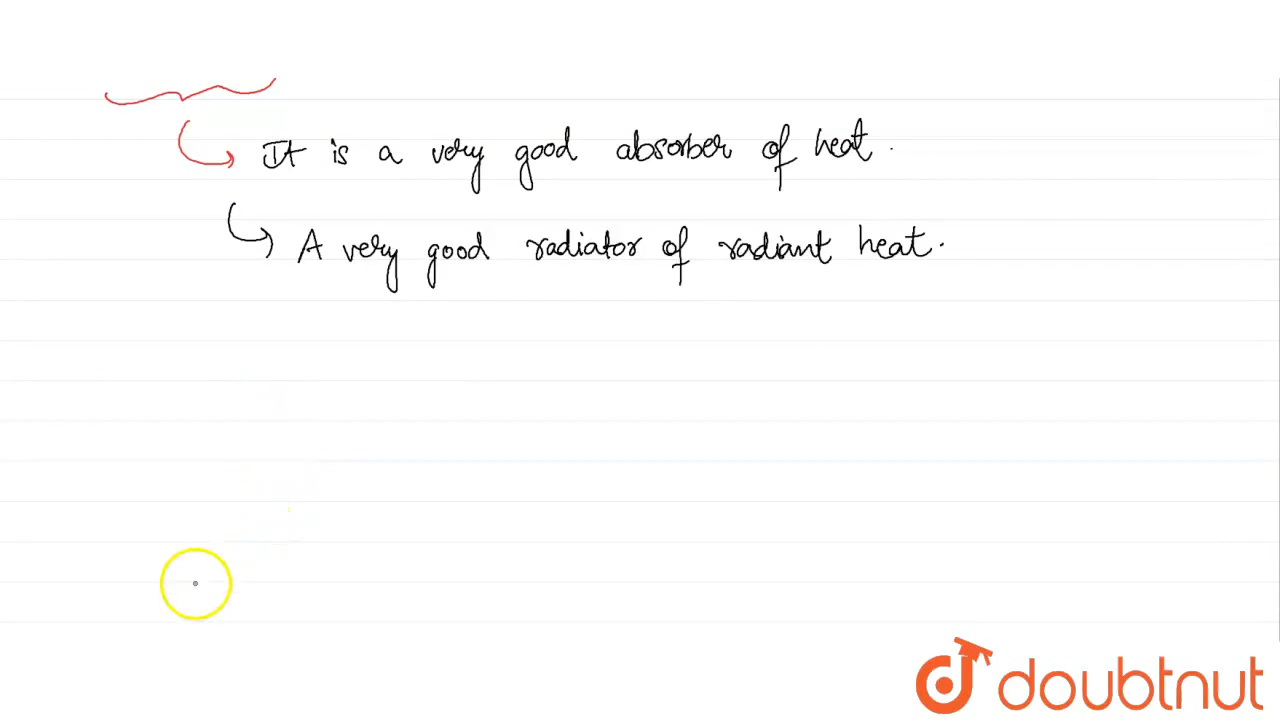 It is a very good absorber of heat.
A very good radiator of radiant heat.
doubtnut